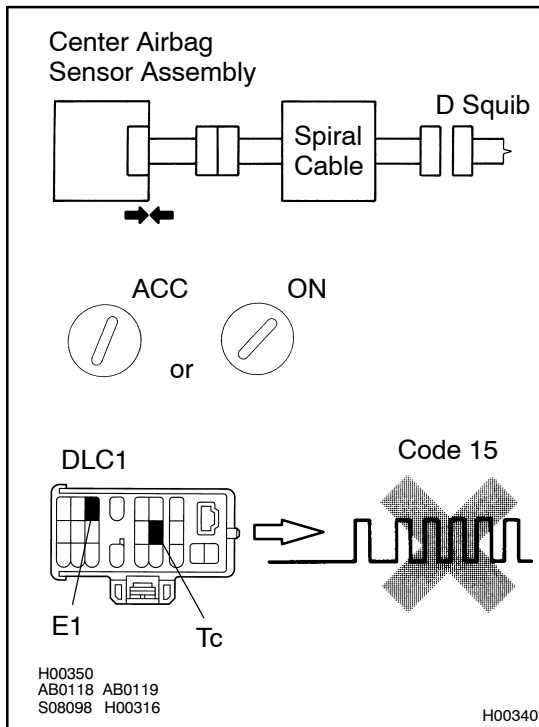 Center Airbag
Sensor Assembly
D Squib
Spiral
Cable
ACC
ON
or
DLC1
Code 15
E1
Tc
H00350
AB0118 AB0119
S08098 H00316
H00340